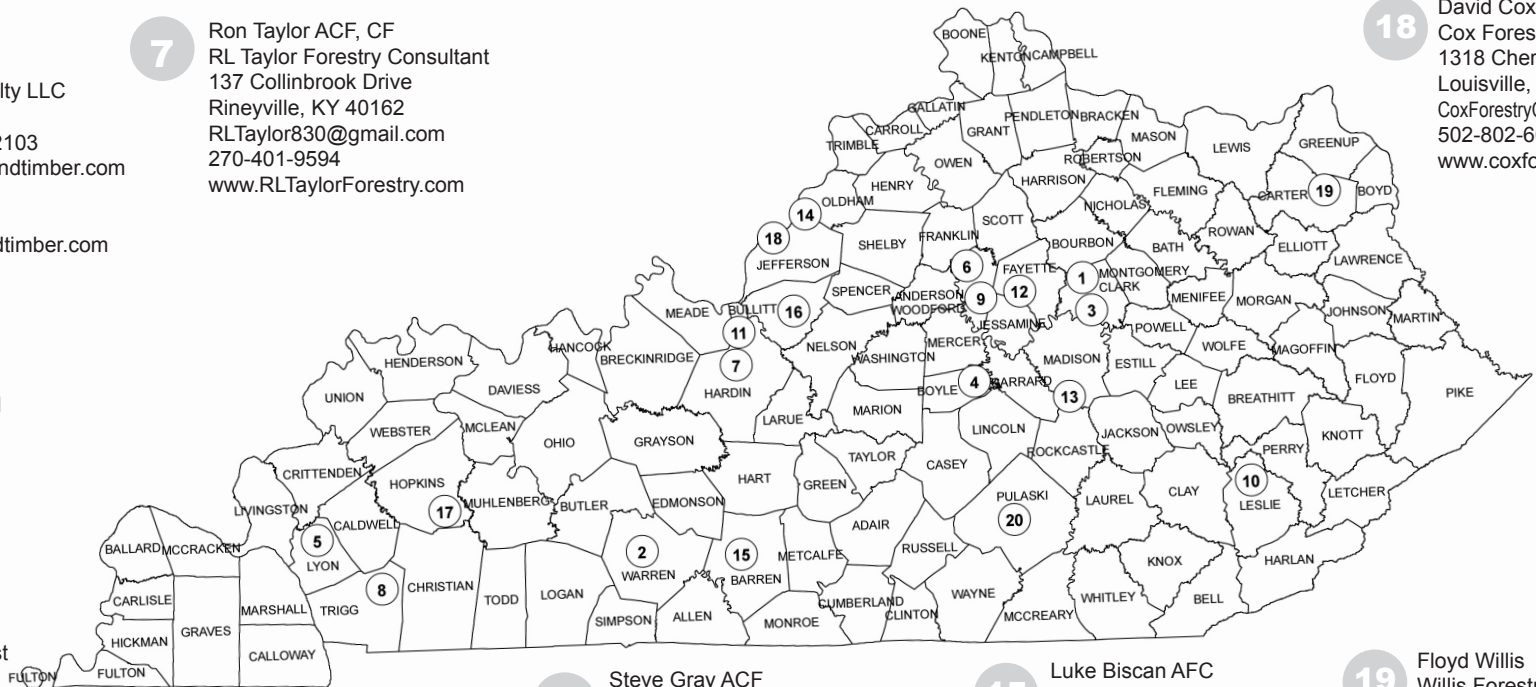 lty LLC
2103
ndtimber.com
dtimber.com
st
7
Ron Taylor ACF, CF
RL Taylor Forestry Consultant
137 Collinbrook Drive
Rineyville, KY 40162
RLTaylor830@gmail.com
270-401-9594
www.RLTaylorForestry.com
18
David Cox
Cox Fores
1318 Cher
Louisville,
CoxForestry
502-802-6
www.coxfo
BOONE
KENTON CAMPBELL
GALLATIN
PENDLETON BRACKEN
CARROLL GRANT MASON
TRIMBLE LEWIS GREENUP
OWEN ROBERTSON
HENRY HARRISON FLEMING
OLDHAM NICHOLAS CARTER 19 BOYD
14 SCOTT
18 SHELBY FRANKLIN BOURBON BATH ROWAN ELLIOTT
JEFFERSON 6 FAYETTE 1 MONTGOMERY LAWRENCE
SPENCER ANDERSON 9 12 CLARK MENIFEE MORGAN
MEADE BULLITT 16 WOODFORD 3 JOHNSON MARTIN
11 JESSAMINE POWELL
HANCOCK BRECKINRIDGE NELSON WASHINGTON MERCER MADISON ESTILL WOLFE MAGOFFIN
HENDERSON 7 FLOYD
DAVIESS HARDIN BOYLE 4 GARRARD 13 LEE BREATHITT PIKE
UNION LARUE MARION
WEBSTER MCLEAN OHIO GRAYSON LINCOLN JACKSON OWSLEY KNOTT
ROCKCASTLE PERRY
CRITTENDEN TAYLOR CASEY
HOPKINS HART GREEN 10
LIVINGSTON MUHLENBERG BUTLER EDMONSON PULASKI LAUREL CLAY LESLIE LETCHER
17 ADAIR 20
CALDWELL
BALLARD MCCRACKEN 5 2 15 METCALFE RUSSELL KNOX HARLAN
LYON WARREN BARREN
8 CHRISTIAN TODD LOGAN WAYNE WHITLEY BELL
CARLISLE MARSHALL TRIGG CUMBERLAND CLINTON MCCREARY
GRAVES SIMPSON ALLEN MONROE
HICKMAN
CALLOWAY
FULTON FULTON
Steve Gray ACF
15
Luke Biscan AFC
19
Floyd Willis
Willis Forestr